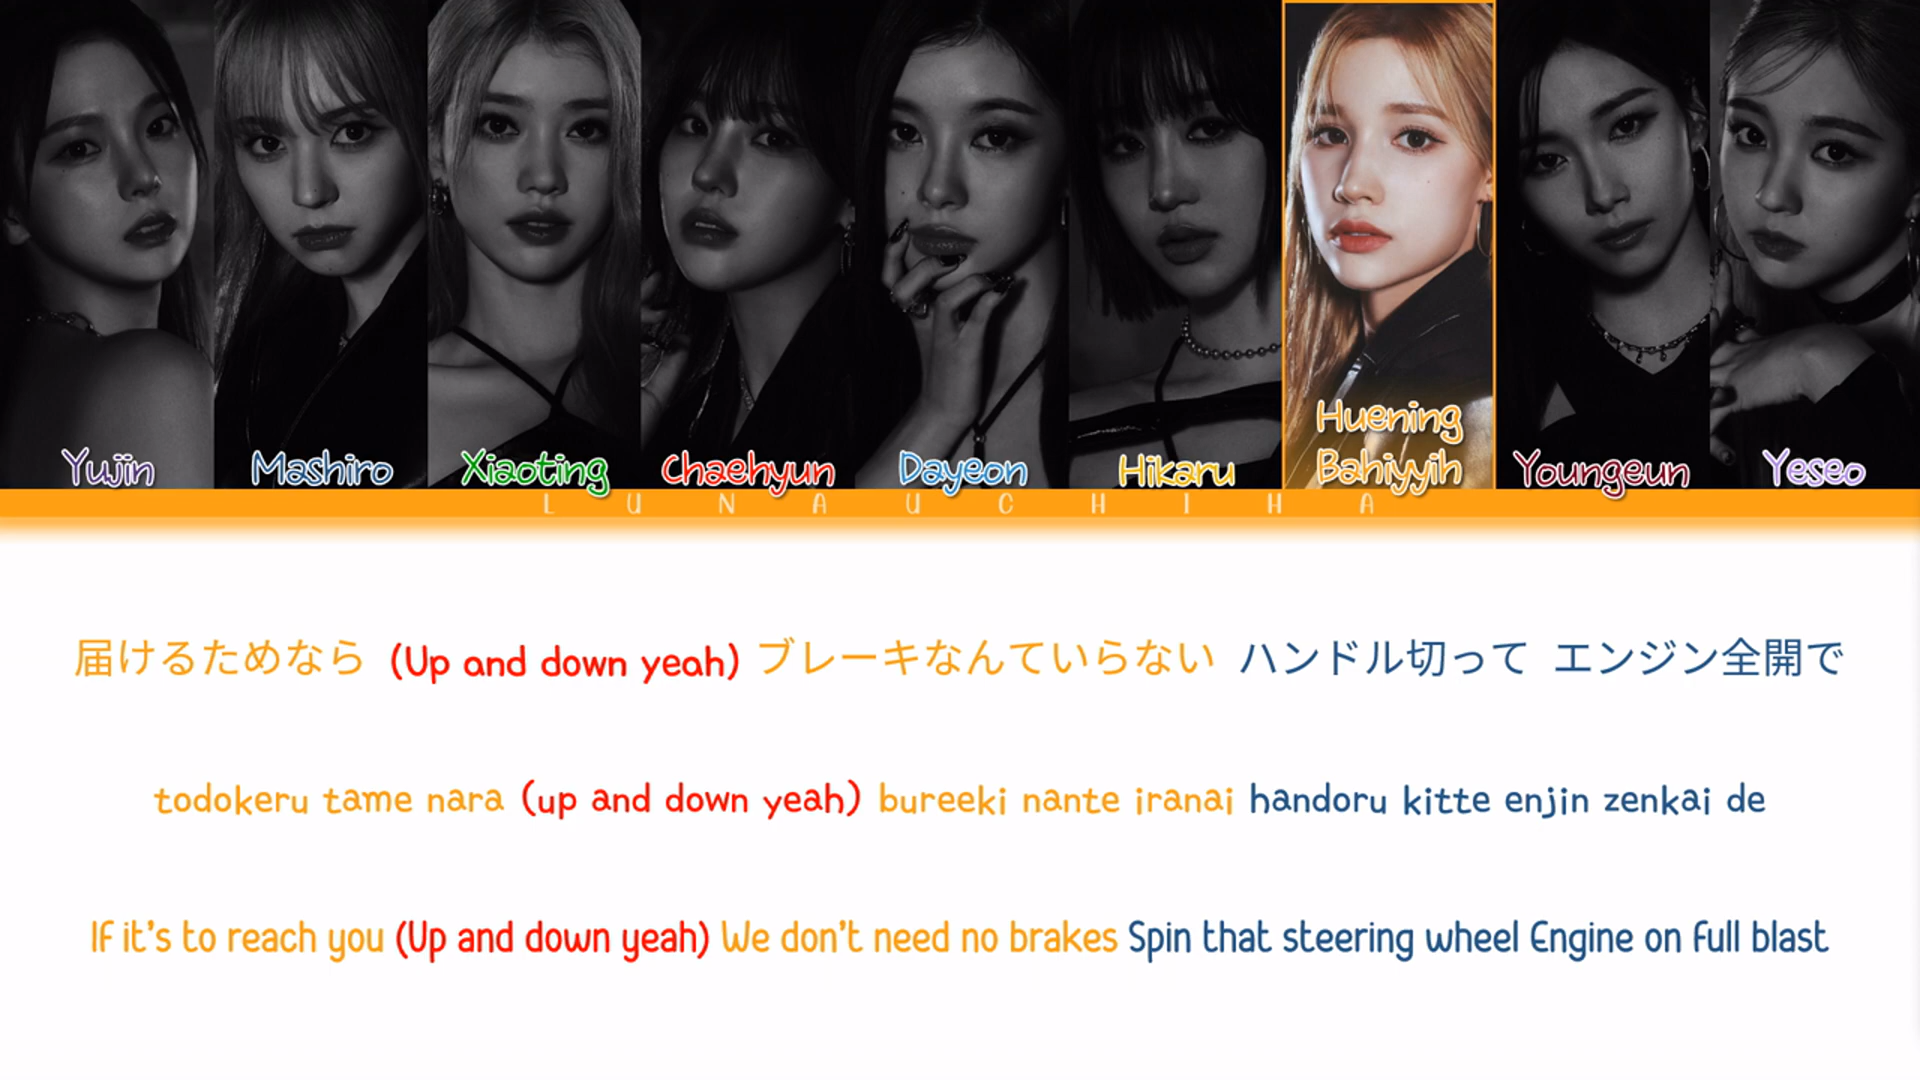 Yujin
Mashiro
Xiaoting
Chaehyun
Dayeon
Hikaru
Huening
Bahiyyih
Youngeun
Yeseo
LUNAUCHIHA
届けるためなら (Up and down yeah) ブレーキなんていらない ハンドル切って エンジン全開で
todokeru tame nara (up and down yeah) bureeki nante iranai handoru kitte enjin zenkai de
If it's to reach you (Up and down yeah) We don't need no brakes Spin that steering wheel Engine on full blast